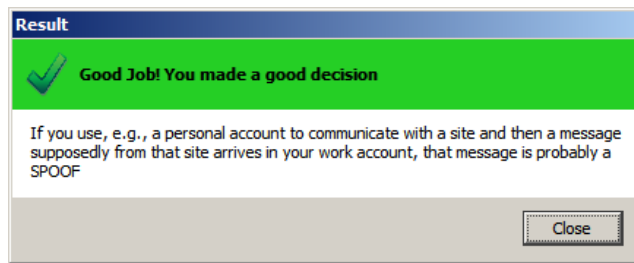 Result
Good Job! You made a good decision
If you use, e.g., a personal account to communicate with a site and then a message
supposedly from that site arrives in your work account, that message is probably a
SPOOF
Close